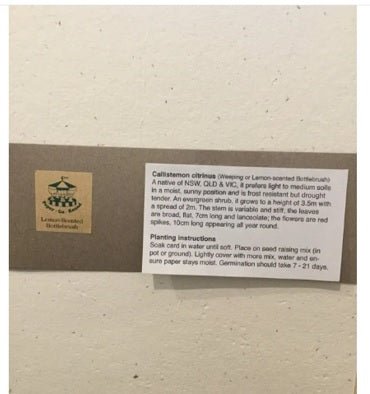 Lemon-Scented
Bottlebrush
Callistemon citrinus (Weeping or Lemon-scented Bottlebrush)
A native of NSW, QLD & VIC, it prefers light to medium soils
in a moist, sunny position and is frost resistant but drought
tender. An evergreen shrub, it grows to a height of 3.5m with
a spread of 2m. The stem is variable and stiff, the leaves
are broad, flat, 7cm long and lanceolate; the flowers are red
spikes, 10cm long appearing all year round.
Planting instructions
Soak card in water until soft. Place on seed raising mix (in
pot or ground). Lightly cover with more mix, water and en-
sure paper stays moist. Germination should take 7 - 21 days.